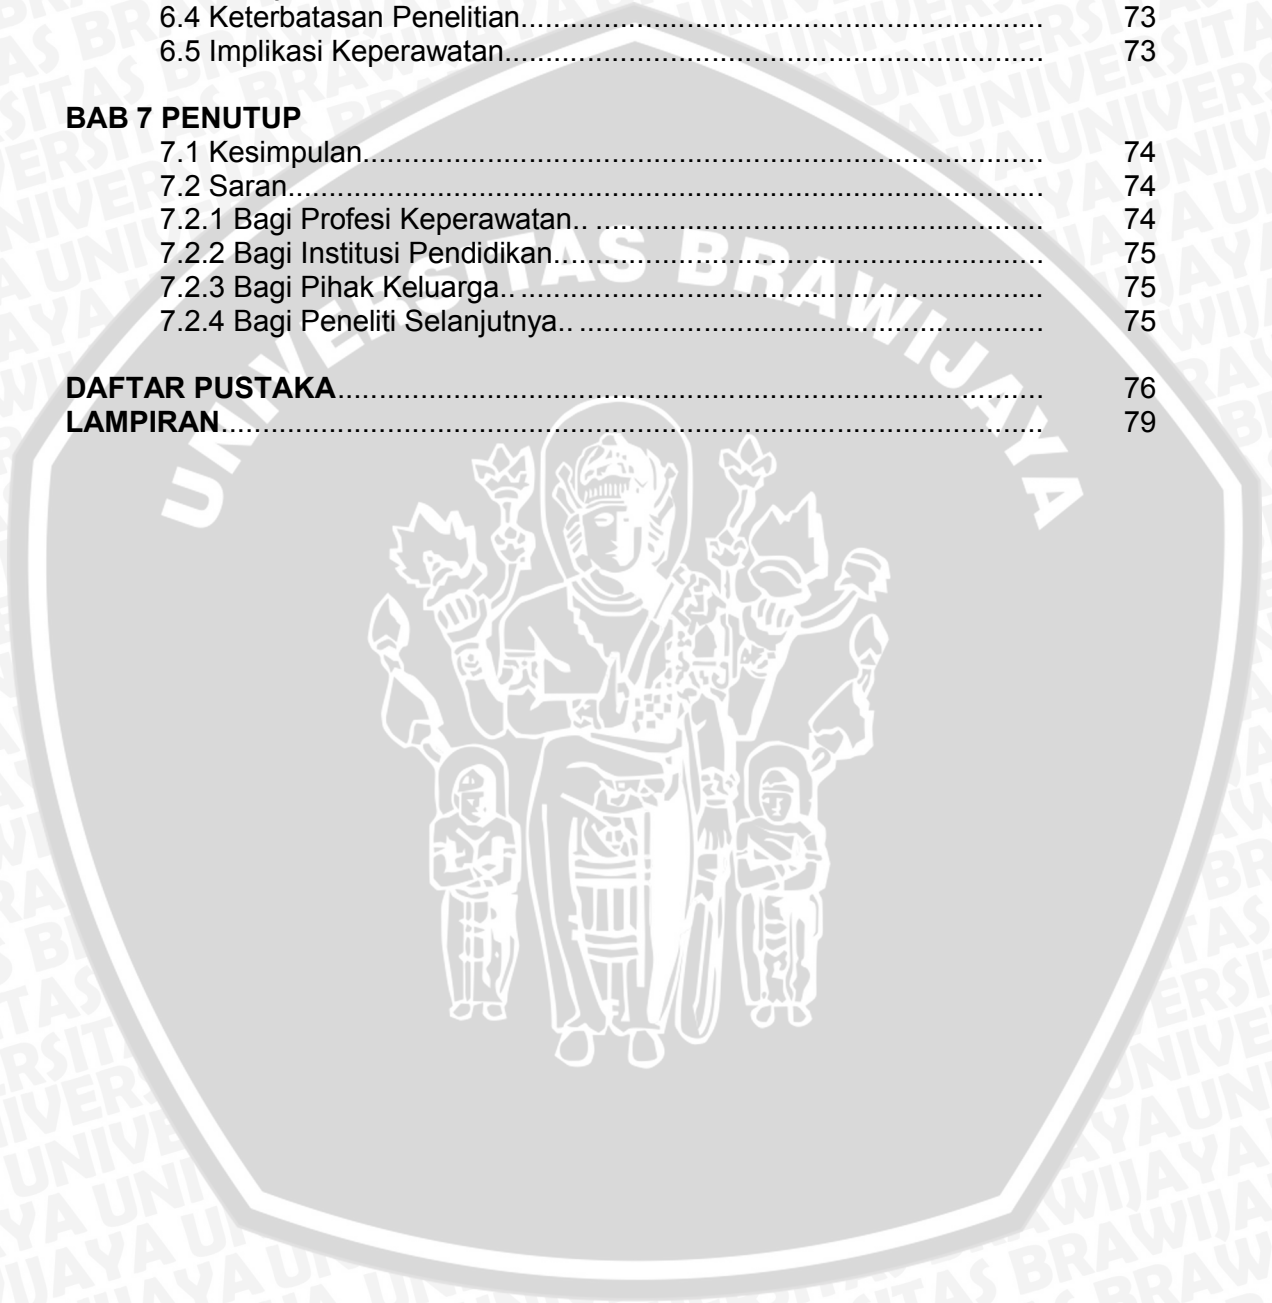 6.4 Keterbatasan Penelitian................................................................ 73
6.5 Implikasi Keperawatan.................................................................. 73
BAB 7 PENUTUP
7.1 Kesimpulan.................................................................................... 74
7.2 Saran............................................................................................. 74
7.2.1 Bagi Profesi Keperawatan.. ....................................................... 74
7.2.2 Bagi Institusi Pendidikan............................................................ 75
7.2.3 Bagi Pihak Keluarga.. ................................................................ 75
7.2.4 Bagi Peneliti Selanjutnya.. ......................................................... 75
DAFTAR PUSTAKA...................................................................................... 76
LAMPIRAN..................................................................................................... 79
UNIVERSITAS BRAWIJAYA